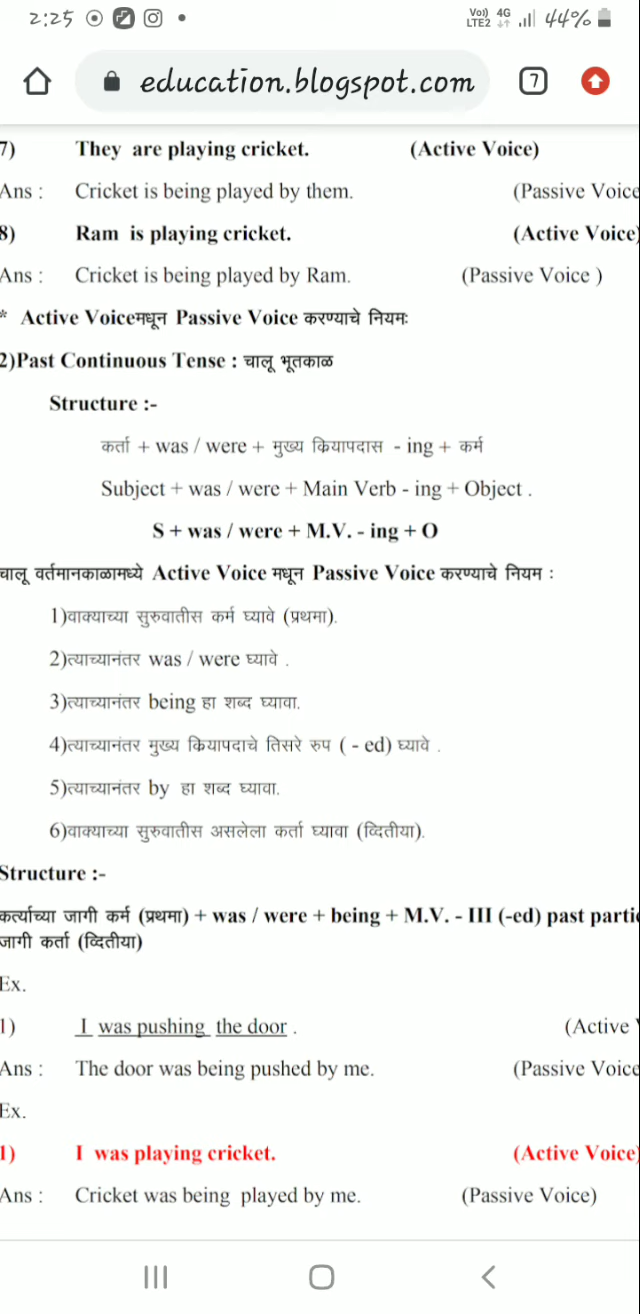 2:25
Vo)) 4G
LTE2
44%
education.blogspot.com
7
7) They are playing cricket. (Active Voice)
Ans : Cricket is being played by them. (Passive Voice
8) Ram is playing cricket. (Active Voice)
Ans : Cricket is being played by Ram. (Passive Voice )
* Active Voiceमधून Passive Voice करण्याचे नियमः
2)Past Continuous Tense : चालू भूतकाळ
Structure :-
कर्ता + was / were + मुख्य कियापदास - ing + कर्म
Subject + was / were + Main Verb - ing + Object .
S + was / were + M.V. - ing + O
चालू वर्तमानकाळामध्ये Active Voice मधून Passive Voice करण्याचे नियम :
1)वाक्याच्या सुरुवातीस कर्म घ्यावे (प्रथमा).
2)त्याच्यानंतर was / were घ्यावे .
3)त्याच्यानंतर being हा शब्द घ्यावा.
4)त्याच्यानंतर मुख्य कियापदाचे तिसरे रुप ( - ed) घ्यावे .
5)त्याच्यानंतर by हा शब्द घ्यावा.
6)वाक्याच्या सुरुवातीस असलेला कर्ता घ्यावा (व्दितीया).
Structure :-
कर्त्याच्या जागी कर्म (प्रथमा) + was / were + being + M.V. - III (-ed) past parti
जागी कर्ता (व्दितीया)
Ex.
1) I was pushing the door . (Active
Ans : The door was being pushed by me. (Passive Voice
Ex.
1) I was playing cricket. (Active Voice)
Ans : Cricket was being played by me. (Passive Voice)